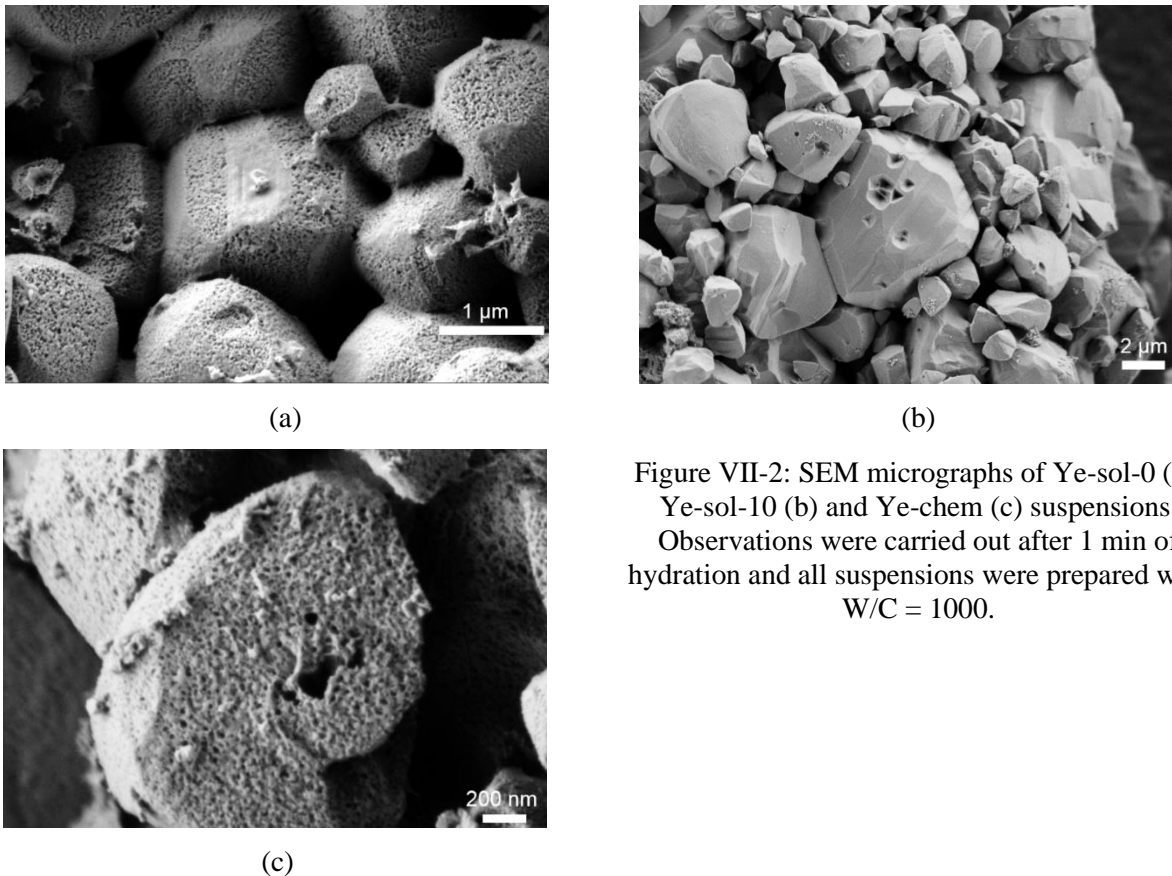 1 µm
2 µm
(a)
(b)
200 nm
(c)
Figure VII-2: SEM micrographs of Ye-sol-0 (
Ye-sol-10 (b) and Ye-chem (c) suspensions
Observations were carried out after 1 min of
hydration and all suspensions were prepared w
W/C = 1000.